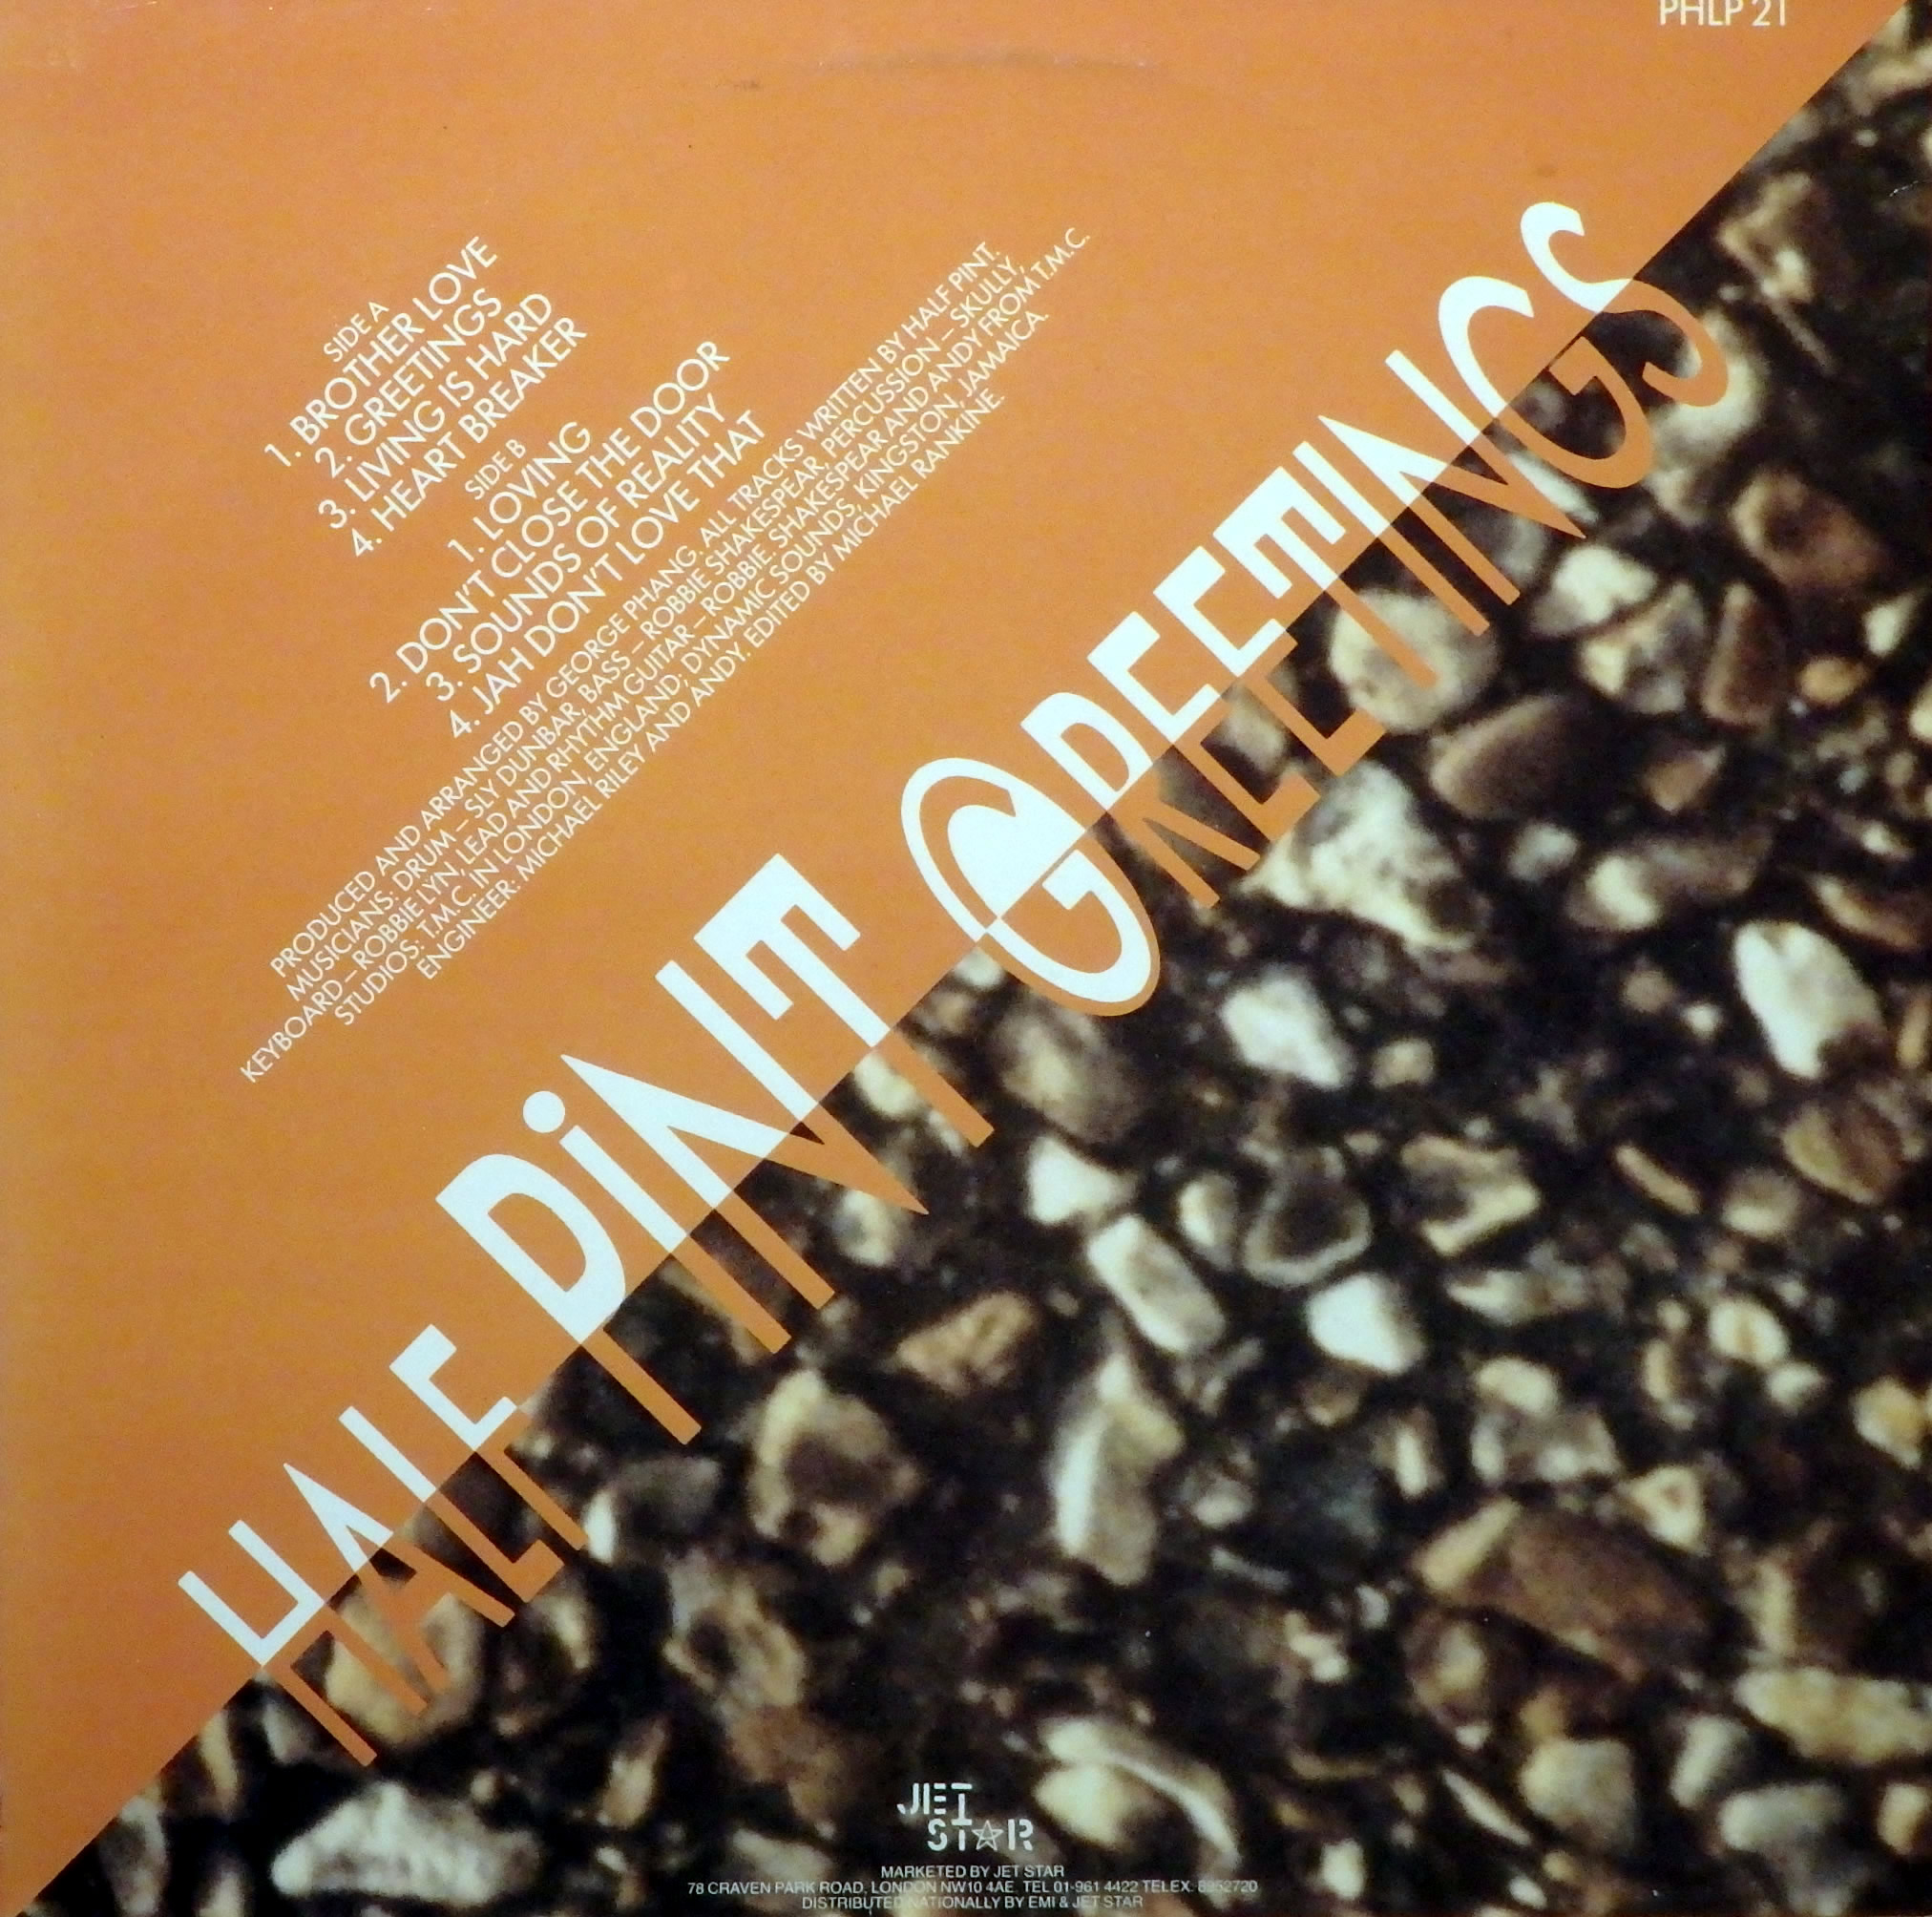 PHLP 21
SIDE A
1. BROTHER LOVE
2. GREETINGS
3. LIVING IS HARD
4. HEART BREAKER
SIDE B
1. LOVING
2. DON'T CLOSE THE DOOR
3. SOUNDS OF REALITY
4. JAH DON'T LOVE THAT
PRODUCED AND ARRANGED BY GEORGE PHANG. ALL TRACKS WRITTEN BY HALF PINT.
MUSICIANS: DRUM – SLY DUNBAR, BASS – ROBBIE SHAKESPEAR, PERCUSSION – SKULLY,
KEYBOARD – ROBBIE LYN, LEAD AND RHYTHM GUITAR – ROBBIE SHAKESPEAR AND ANDY FROM T.M.C.
STUDIOS: T.M.C. IN LONDON, ENGLAND; DYNAMIC SOUNDS, KINGSTON, JAMAICA.
ENGINEER: MICHAEL RILEY AND ANDY. EDITED BY MICHAEL RANKINE.
HALF PiNT GREETINGS
JET
STAR
MARKETED BY JET STAR
78 CRAVEN PARK ROAD, LONDON NW10 4AE. TEL 01-961 4422 TELEX: 8952720
DISTRIBUTED NATIONALLY BY EMI & JET STAR